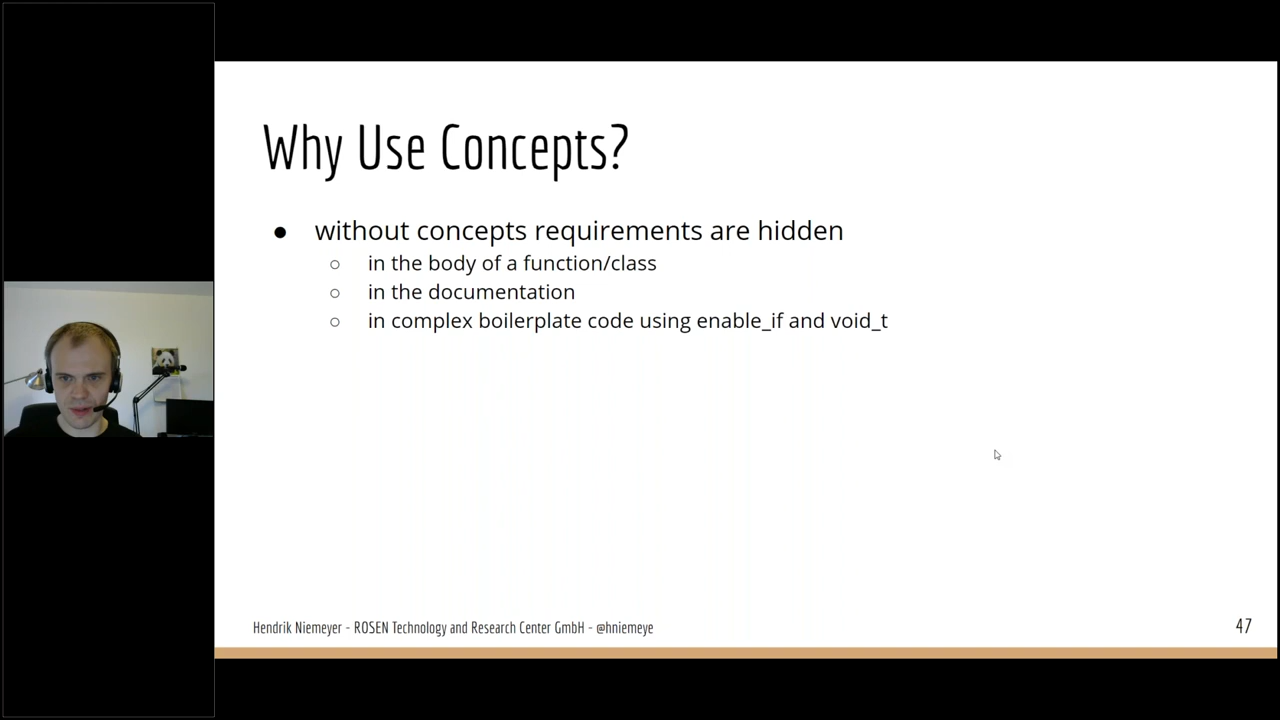 Why Use Concepts?
● without concepts requirements are hidden
○ in the body of a function/class
○ in the documentation
○ in complex boilerplate code using enable_if and void_t
Hendrik Niemeyer - ROSEN Technology and Research Center GmbH - @hniemeye
47